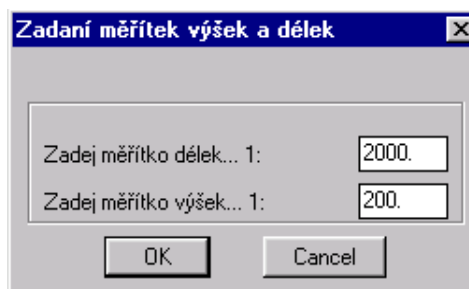 Zadaní měřítek výšek a délek
Zadej měřítko délek... 1: 2000.
Zadej měřítko výšek... 1: 200.
OK Cancel